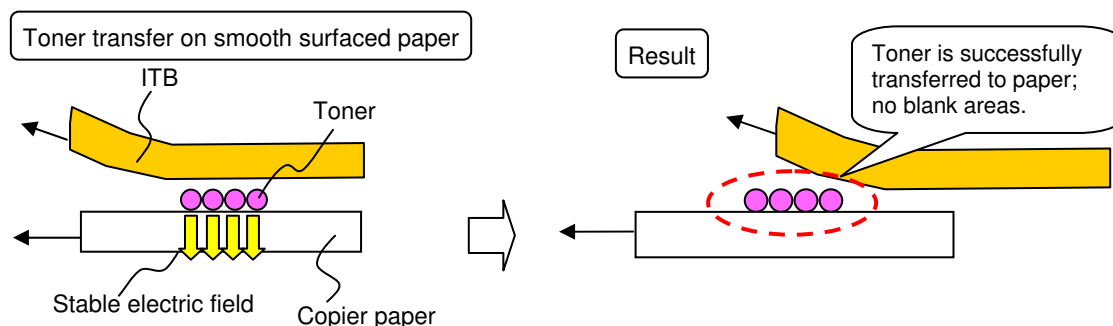 Toner transfer on smooth surfaced paper
ITB
Toner
Stable electric field
Copier paper
Result
Toner is successfully
transferred to paper;
no blank areas.